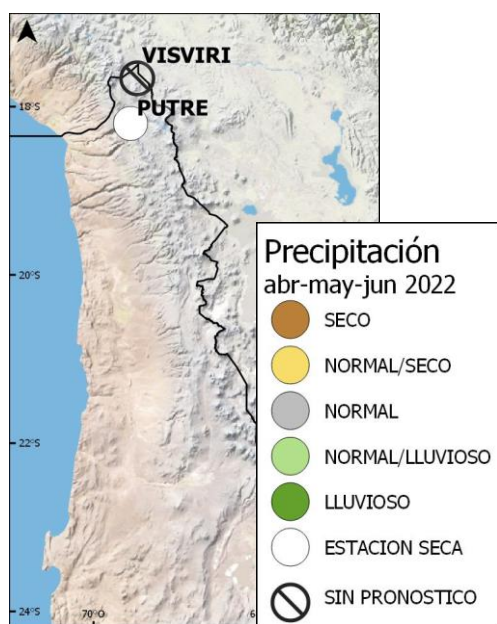 VISVIRI
PUTRE
18°S
20°S
22°S
24°S
70°O
6
Precipitación
abr-may-jun 2022
SECO
NORMAL/SECO
NORMAL
NORMAL/LLUVIOSO
LLUVIOSO
ESTACION SECA
SIN PRONOSTICO